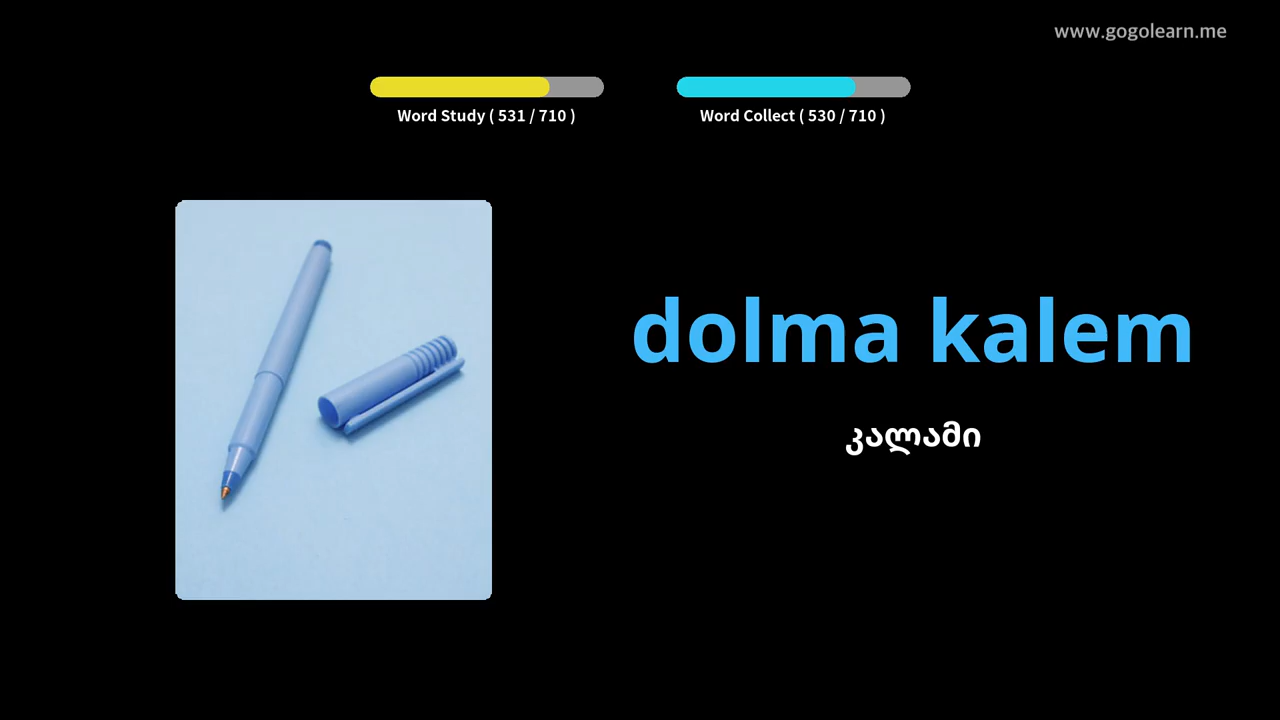 www.gogolearn.me
Word Study ( 531 / 710 )
Word Collect ( 530 / 710 )
dolma kalem
კალამი